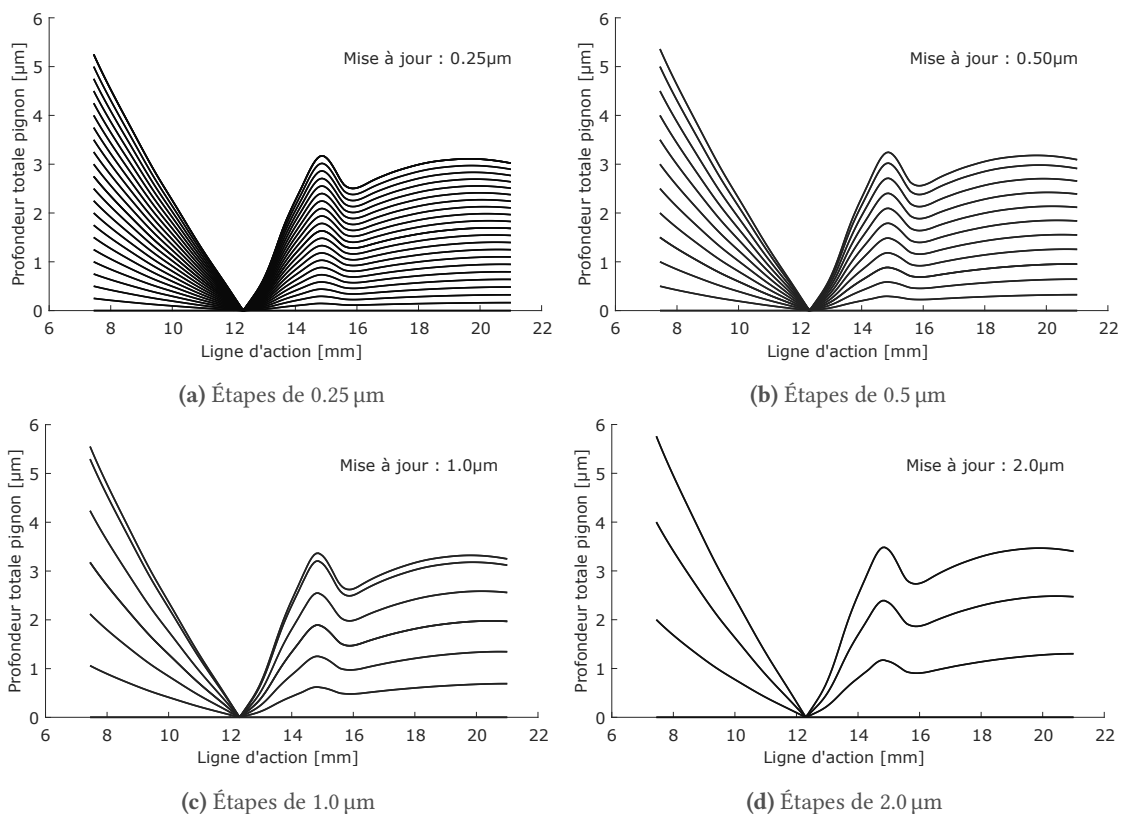 Profondeur totale pignon [µm]
6
5
4
3
2
1
0
Mise à jour : 0.25µm
6 8 10 12 14 16 18 20 22
Ligne d'action [mm]
(a) Étapes de 0.25 µm
Profondeur totale pignon [µm]
6
5
4
3
2
1
0
Mise à jour : 0.50µm
6 8 10 12 14 16 18 20 22
Ligne d'action [mm]
(b) Étapes de 0.5 µm
Profondeur totale pignon [µm]
6
5
4
3
2
1
0
Mise à jour : 1.0µm
6 8 10 12 14 16 18 20 22
Ligne d'action [mm]
(c) Étapes de 1.0 µm
Profondeur totale pignon [µm]
6
5
4
3
2
1
0
Mise à jour : 2.0µm
6 8 10 12 14 16 18 20 22
Ligne d'action [mm]
(d) Étapes de 2.0 µm